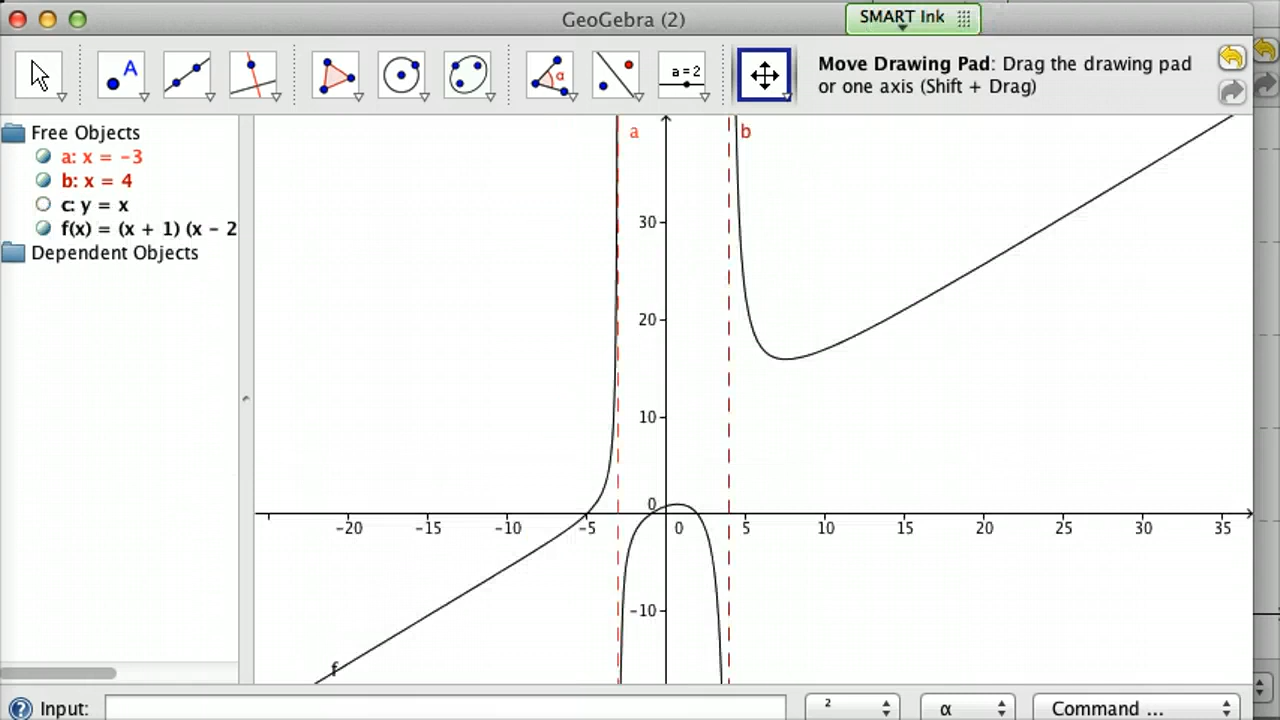 GeoGebra (2)
SMART Ink
A
α
a = 2
Move Drawing Pad: Drag the drawing pad
or one axis (Shift + Drag)
Free Objects
a: x = −3
b: x = 4
c: y = x
f(x) = (x + 1) (x − 2
Dependent Objects
a
b
30
20
10
0
-10
-20
-15
-10
-5
0
5
10
15
20
25
30
35
f
? Input:
²
α
Command ...